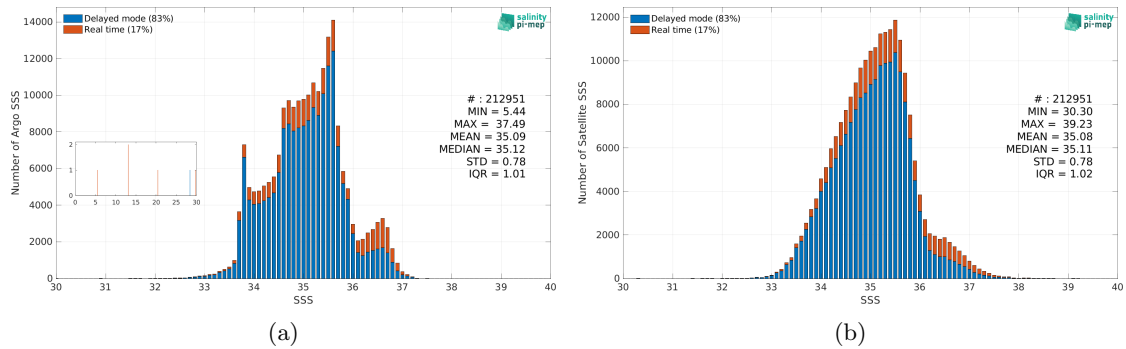 Delayed mode (83%)
Real time (17%)
salinity
pi-mep
14000
12000
10000
8000
6000
4000
2000
0
Number of Argo SSS
# : 212951
MIN = 5.44
MAX = 37.49
MEAN = 35.09
MEDIAN = 35.12
STD = 0.78
IQR = 1.01
2
1
0
0 5 10 15 20 25 30
30 31 32 33 34 35 36 37 38 39 40
SSS
(a)
Delayed mode (83%)
Real time (17%)
salinity
pi-mep
12000
10000
8000
6000
4000
2000
0
Number of Satellite SSS
# : 212951
MIN = 30.30
MAX = 39.23
MEAN = 35.08
MEDIAN = 35.11
STD = 0.78
IQR = 1.02
30 31 32 33 34 35 36 37 38 39 40
SSS
(b)